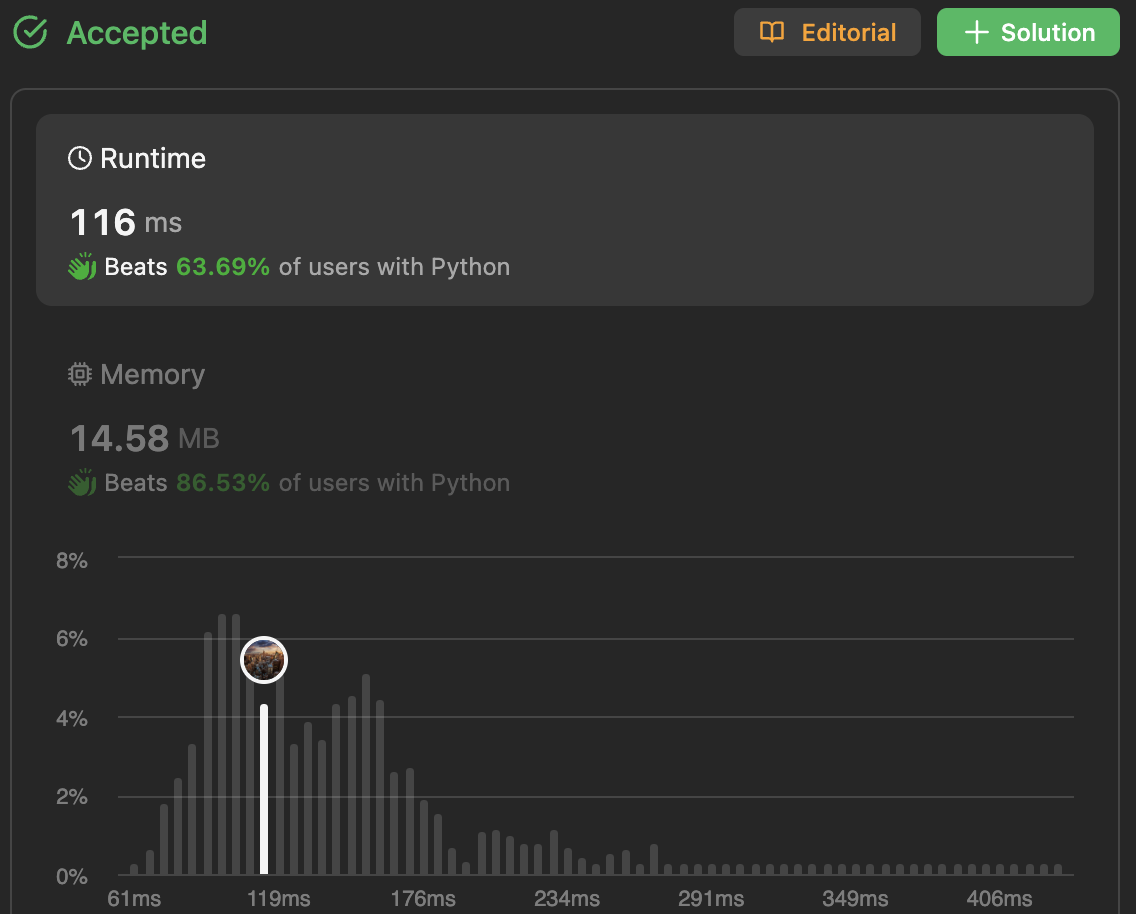 Accepted
Editorial
+ Solution
Runtime
116 ms
Beats 63.69% of users with Python
Memory
14.58 MB
Beats 86.53% of users with Python
8%
6%
4%
2%
0%
61ms 119ms 176ms 234ms 291ms 349ms 406ms